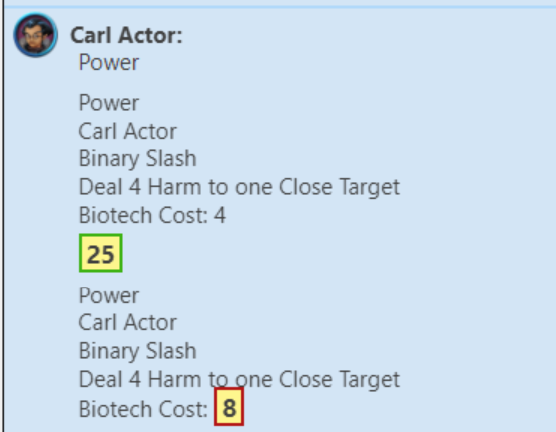 Carl Actor:
Power
Power
Carl Actor
Binary Slash
Deal 4 Harm to one Close Target
Biotech Cost: 4
25
Power
Carl Actor
Binary Slash
Deal 4 Harm to one Close Target
Biotech Cost: 8